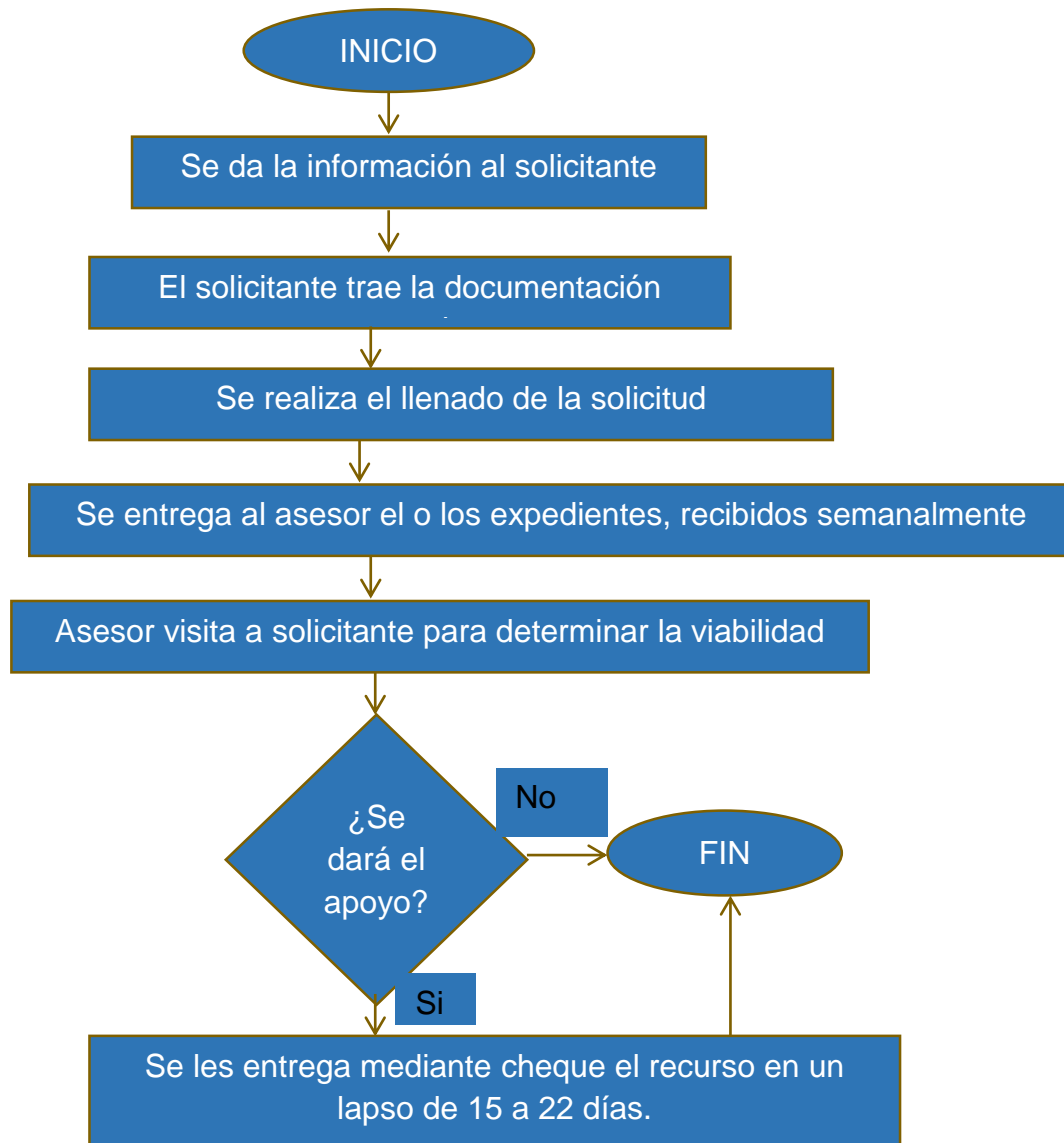 INICIO
Se da la información al solicitante
El solicitante trae la documentación
Se realiza el llenado de la solicitud
Se entrega al asesor el o los expedientes, recibidos semanalmente
Asesor visita a solicitante para determinar la viabilidad
¿Se
dará el
apoyo?
No
FIN
Si
Se les entrega mediante cheque el recurso en un
lapso de 15 a 22 días.